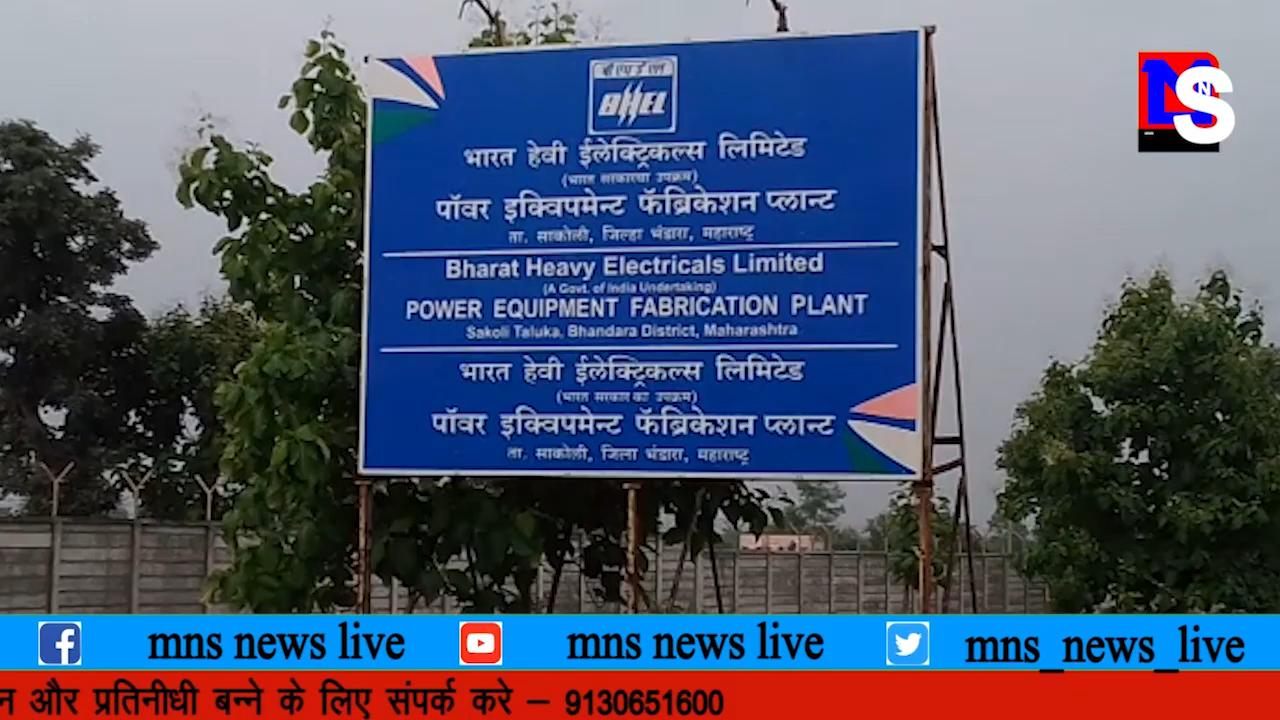 बी एच ई एल
BHEL
भारत हेवी ईलेक्ट्रिकल्स लिमिटेड
(भारत सरकारचा उपक्रम)
पॉवर इक्विपमेन्ट फॅब्रिकेशन प्लान्ट
ता. साकोली, जिल्हा भंडारा, महाराष्ट्र
Bharat Heavy Electricals Limited
(A Govt. of India Undertaking)
POWER EQUIPMENT FABRICATION PLANT
Sakoli Taluka, Bhandara District, Maharashtra
भारत हेवी ईलेक्ट्रिकल्स लिमिटेड
(भारत सरकार का उपक्रम)
पॉवर इक्विपमेन्ट फॅब्रिकेशन प्लान्ट
ता. साकोली, जिला भंडारा, महाराष्ट्र
MNS
mns news live mns news live mns_news_live
न और प्रतिनीधी बन्ने के लिए संपर्क करे – 9130651600